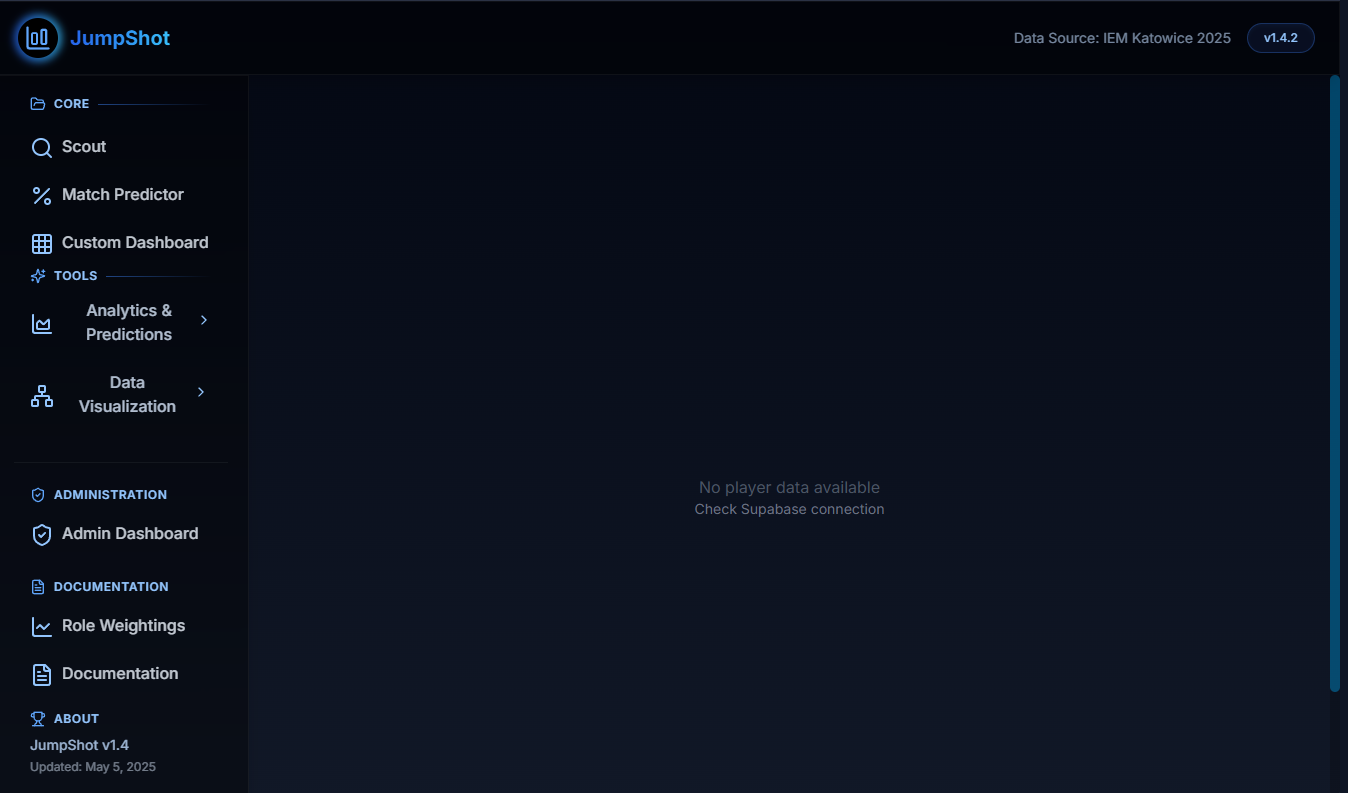 JumpShot
Data Source: IEM Katowice 2025
v1.4.2
CORE
Scout
Match Predictor
Custom Dashboard
TOOLS
Analytics &
Predictions
Data
Visualization
ADMINISTRATION
Admin Dashboard
DOCUMENTATION
Role Weightings
Documentation
ABOUT
JumpShot v1.4
Updated: May 5, 2025
No player data available
Check Supabase connection